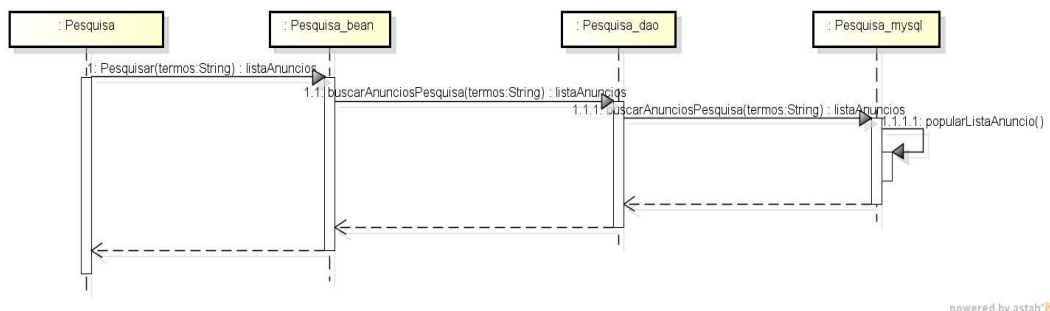 : Pesquisa
: Pesquisa_bean
: Pesquisa_dao
: Pesquisa_mysql
1: Pesquisar(termos:String) : listaAnuncios
1.1: buscarAnunciosPesquisa(termos:String) : listaAnuncios
1.1.1: buscarAnunciosPesquisa(termos:String) : listaAnuncios
1.1.1.1: popularListaAnuncio()
powered by astah